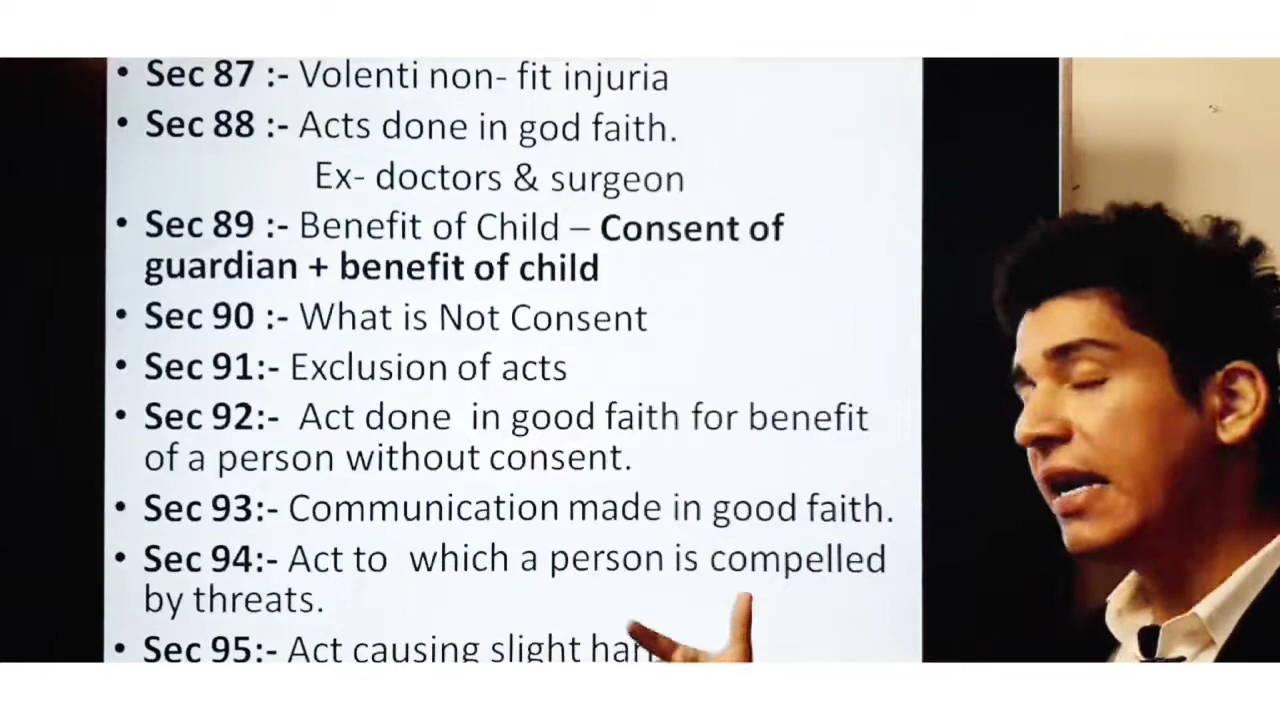 • Sec 87 :- Volenti non- fit injuria
• Sec 88 :- Acts done in god faith.
Ex- doctors & surgeon
• Sec 89 :- Benefit of Child – Consent of
guardian + benefit of child
• Sec 90 :- What is Not Consent
• Sec 91:- Exclusion of acts
• Sec 92:- Act done in good faith for benefit
of a person without consent.
• Sec 93:- Communication made in good faith.
• Sec 94:- Act to which a person is compelled
by threats.
• Sec 95:- Act causing slight